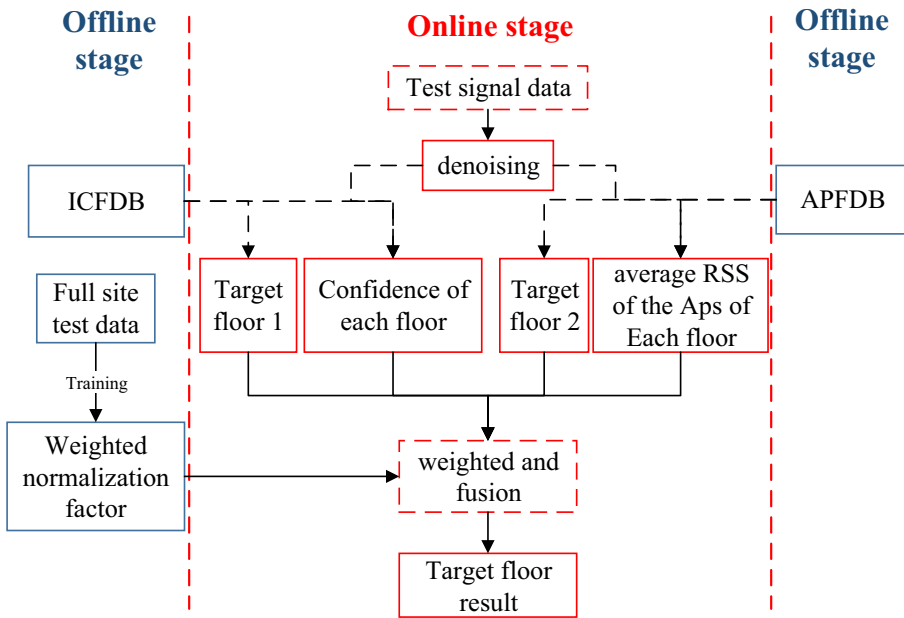 Offline
stage
Online stage
Offline
stage
Test signal data
denoising
ICFDB
APFDB
Full site
test data
Target
floor 1
Confidence of
each floor
Target
floor 2
average RSS
of the Aps of
Each floor
Training
Weighted
normalization
factor
weighted and
fusion
Target floor
result